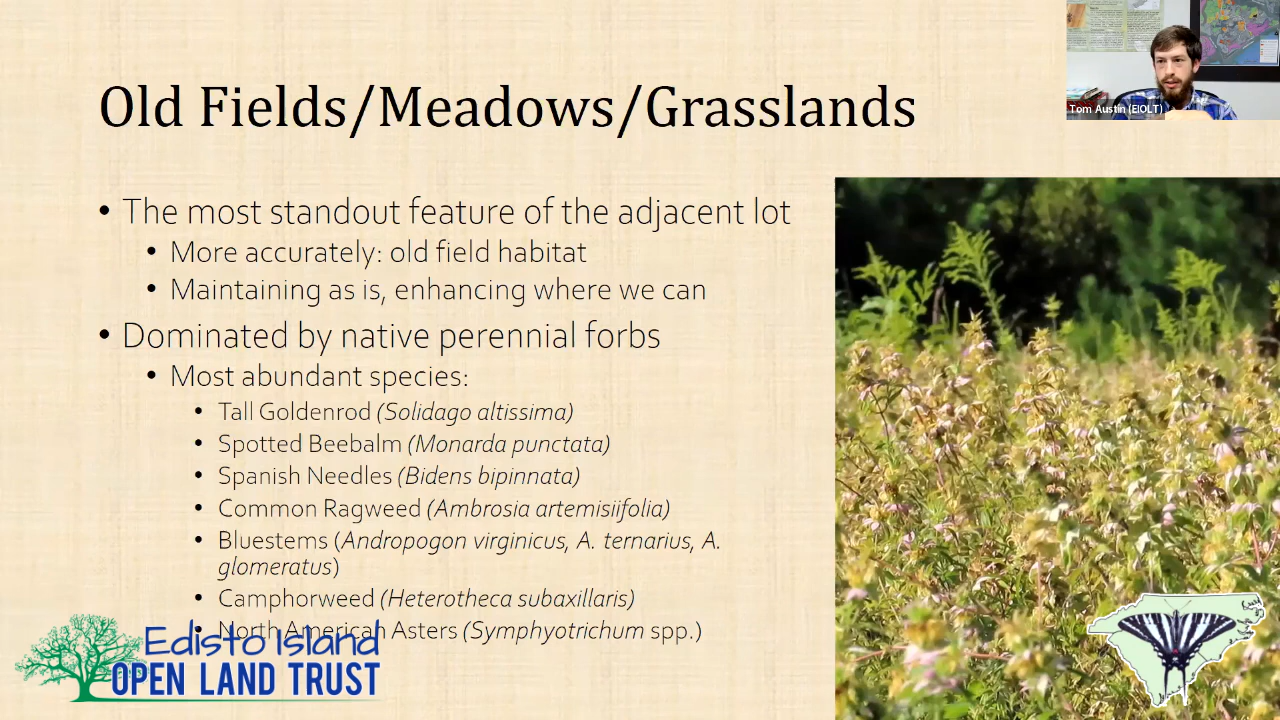 Tom Austin (EIOLT)
Old Fields/Meadows/Grasslands
• The most standout feature of the adjacent lot
• More accurately: old field habitat
• Maintaining as is, enhancing where we can
• Dominated by native perennial forbs
• Most abundant species:
• Tall Goldenrod (Solidago altissima)
• Spotted Beebalm (Monarda punctata)
• Spanish Needles (Bidens bipinnata)
• Common Ragweed (Ambrosia artemisiifolia)
• Bluestems (Andropogon virginicus, A. ternarius, A.
glomeratus)
• Camphorweed (Heterotheca subaxillaris)
• North American Asters (Symphyotrichum spp.)
Edisto Island
OPEN LAND TRUST